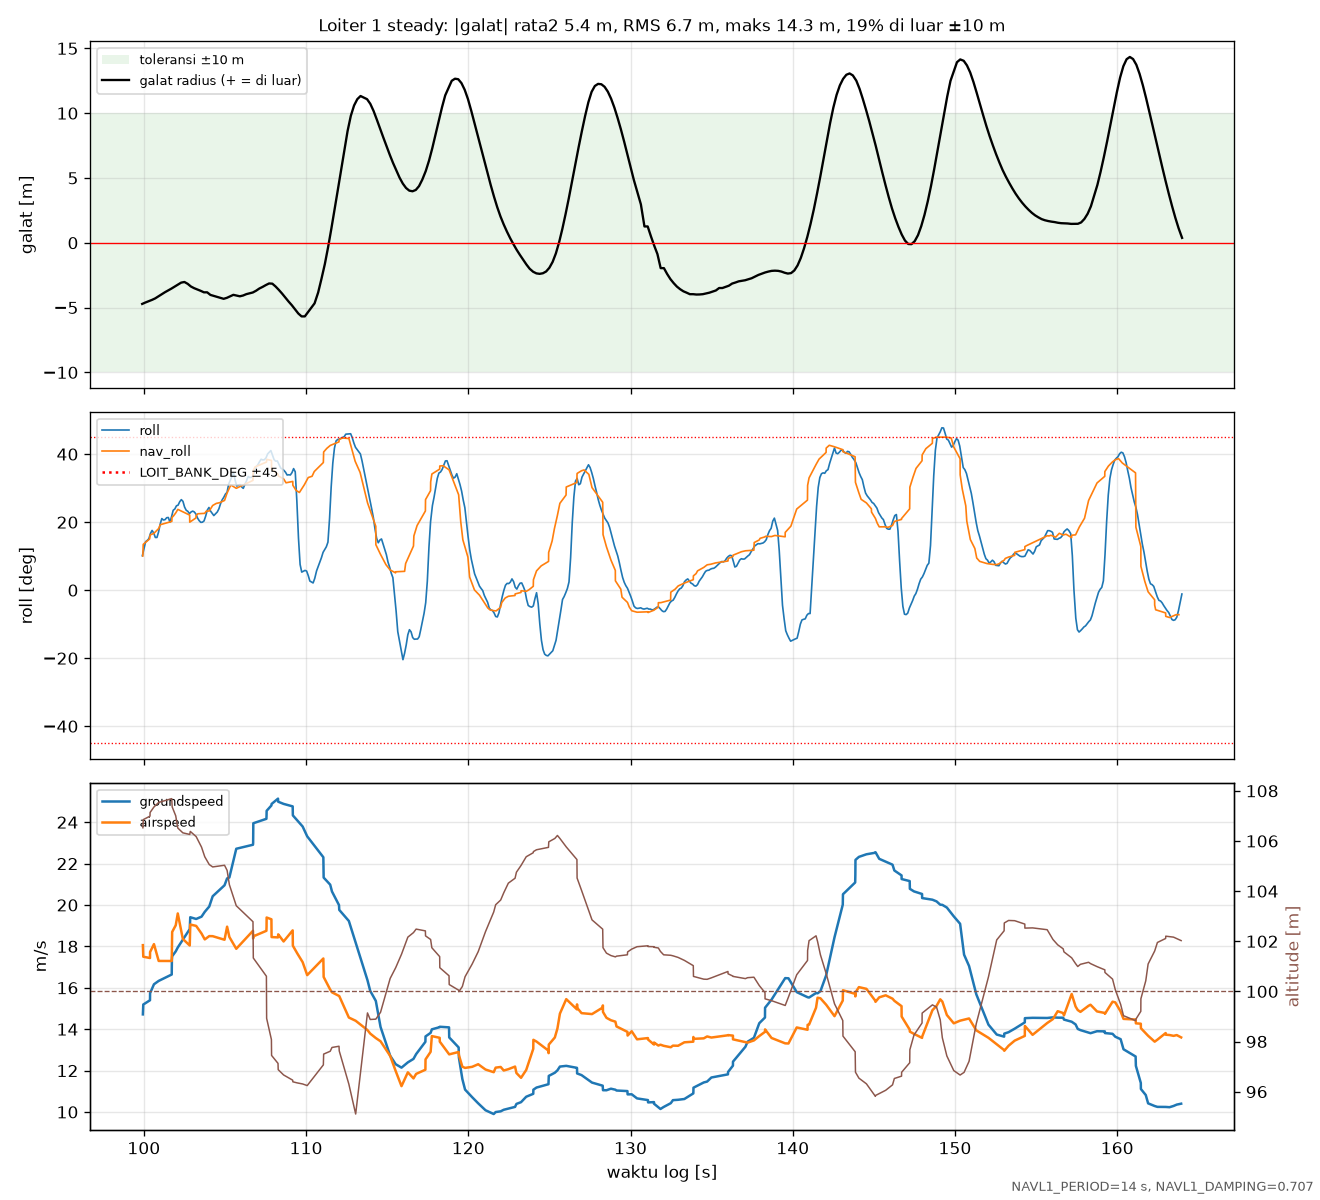 Loiter 1 steady: |galat| rata2 5.4 m, RMS 6.7 m, maks 14.3 m, 19% di luar ±10 m
toleransi ±10 m
galat radius (+ = di luar)
15
10
5
0
−5
−10
galat [m]
roll
nav_roll
LOIT_BANK_DEG ±45
40
20
0
−20
−40
roll [deg]
groundspeed
airspeed
24
22
20
18
16
14
12
10
m/s
108
106
104
102
100
98
96
altitude [m]
100 110 120 130 140 150 160
waktu log [s]
NAVL1_PERIOD=14 s, NAVL1_DAMPING=0.707